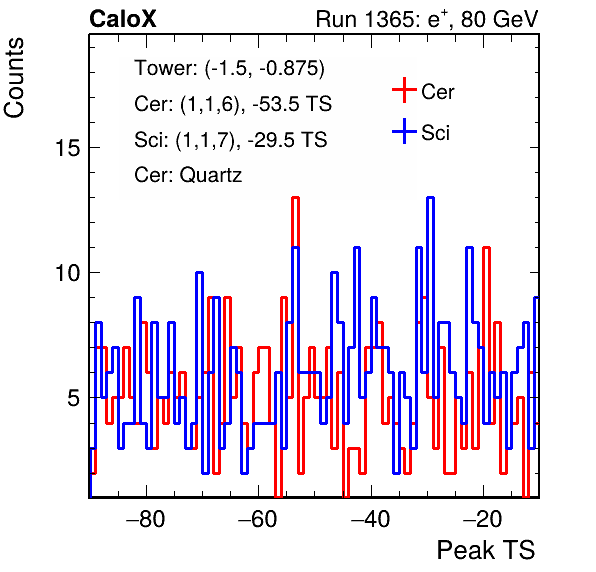 CaloX Run 1365: e⁺, 80 GeV
Counts
Tower: (-1.5, -0.875)
Cer: (1,1,6), -53.5 TS
Sci: (1,1,7), -29.5 TS
Cer: Quartz
Cer
Sci
15
10
5
−80 −60 −40 −20
Peak TS